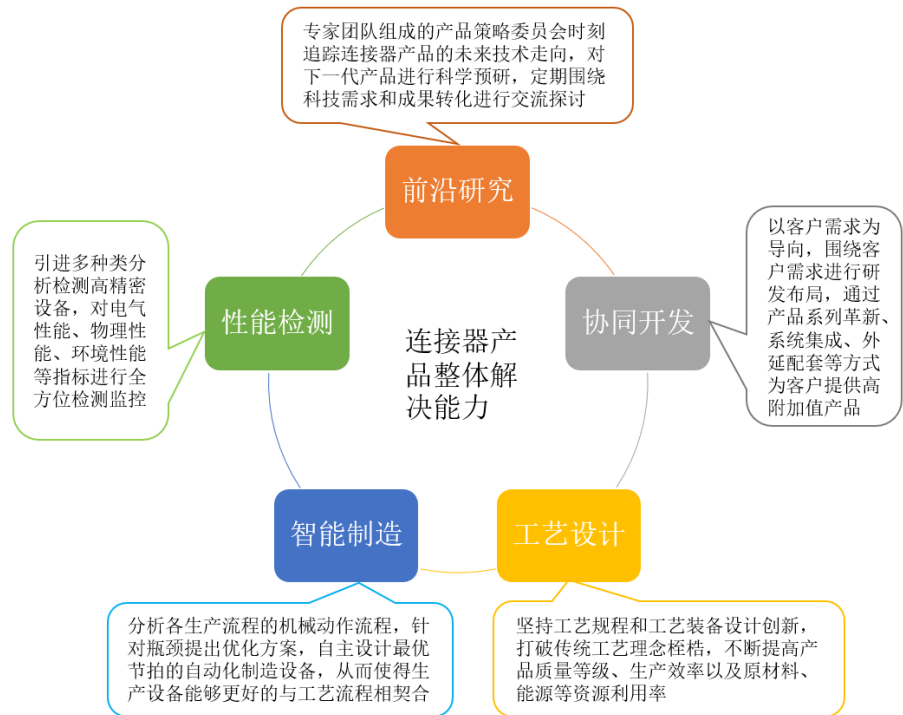 专家团队组成的产品策略委员会时刻
追踪连接器产品的未来技术走向，对
下一代产品进行科学预研，定期围绕
科技需求和成果转化进行交流探讨
前沿研究
以客户需求为
导向，围绕客
户需求进行研
发布局，通过
产品系列革新、
系统集成、外
延配套等方式
为客户提供高
附加值产品
协同开发
引进多种类分
析检测高精密
设备，对电气
性能、物理性
能、环境性能
等指标进行全
方位检测监控
性能检测
连接器产
品整体解
决能力
智能制造
工艺设计
分析各生产流程的机械动作流程，针
对瓶颈提出优化方案，自主设计最优
节拍的自动化制造设备，从而使得生
产设备能够更好的与工艺流程相契合
坚持工艺规程和工艺装备设计创新，
打破传统工艺理念桎梏，不断提高产
品质量等级、生产效率以及原材料、
能源等资源利用率